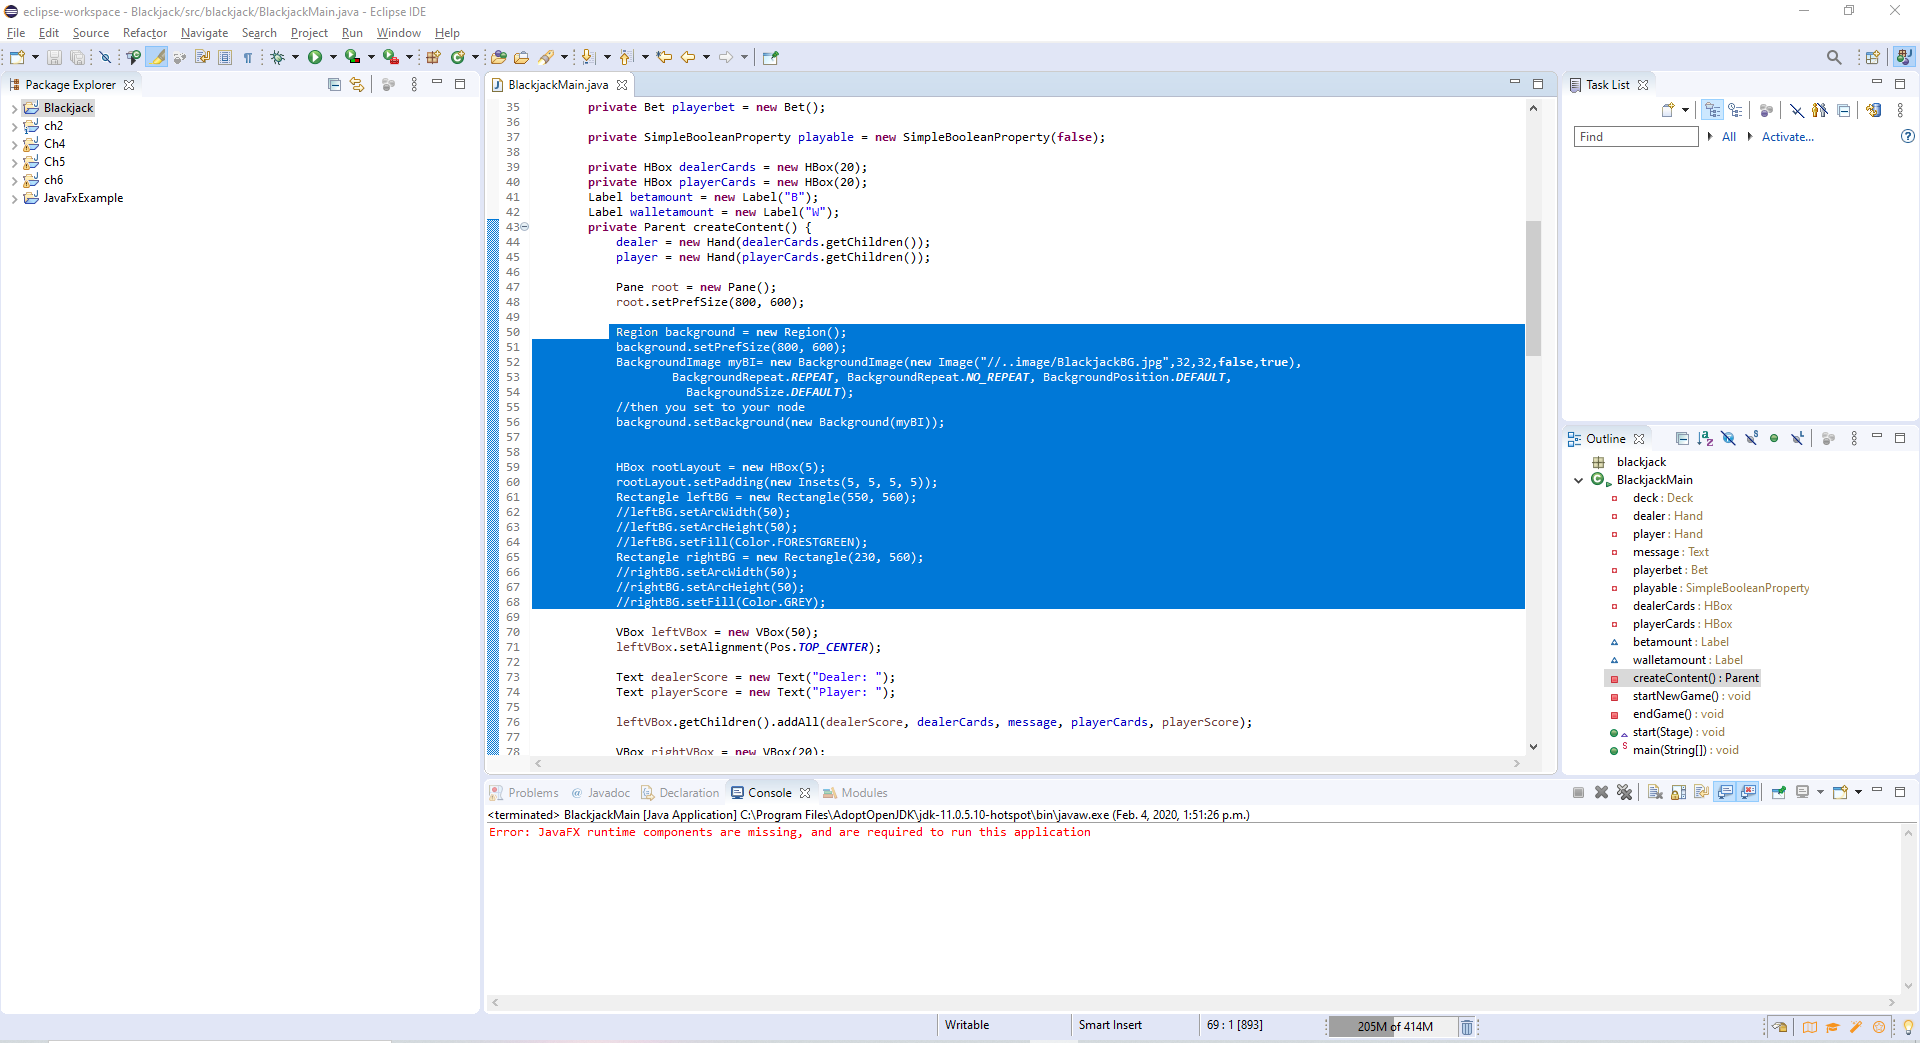 eclipse-workspace - Blackjack/src/blackjack/BlackjackMain.java - Eclipse IDE
File Edit Source Refactor Navigate Search Project Run Window Help
Package Explorer
Blackjack
ch2
Ch4
Ch5
ch6
JavaFxExample
BlackjackMain.java
35 private Bet playerbet = new Bet();
36
37 private SimpleBooleanProperty playable = new SimpleBooleanProperty(false);
38
39 private HBox dealerCards = new HBox(20);
40 private HBox playerCards = new HBox(20);
41 Label betamount = new Label("B");
42 Label walletamount = new Label("W");
43 private Parent createContent() {
44 dealer = new Hand(dealerCards.getChildren());
45 player = new Hand(playerCards.getChildren());
46
47 Pane root = new Pane();
48 root.setPrefSize(800, 600);
49
50 Region background = new Region();
51 background.setPrefSize(800, 600);
52 BackgroundImage myBI= new BackgroundImage(new Image("//..image/BlackjackBG.jpg",32,32,false,true),
53 BackgroundRepeat.REPEAT, BackgroundRepeat.NO_REPEAT, BackgroundPosition.DEFAULT,
54 BackgroundSize.DEFAULT);
55 //then you set to your node
56 background.setBackground(new Background(myBI));
57
58
59 HBox rootLayout = new HBox(5);
60 rootLayout.setPadding(new Insets(5, 5, 5, 5));
61 Rectangle leftBG = new Rectangle(550, 560);
62 //leftBG.setArcWidth(50);
63 //leftBG.setArcHeight(50);
64 //leftBG.setFill(Color.FORESTGREEN);
65 Rectangle rightBG = new Rectangle(230, 560);
66 //rightBG.setArcWidth(50);
67 //rightBG.setArcHeight(50);
68 //rightBG.setFill(Color.GREY);
69
70 VBox leftVBox = new VBox(50);
71 leftVBox.setAlignment(Pos.TOP_CENTER);
72
73 Text dealerScore = new Text("Dealer: ");
74 Text playerScore = new Text("Player: ");
75
76 leftVBox.getChildren().addAll(dealerScore, dealerCards, message, playerCards, playerScore);
77
78 VBox rightVBox = new VBox(20);
Task List
Find All Activate...
Outline
blackjack
BlackjackMain
deck : Deck
dealer : Hand
player : Hand
message : Text
playerbet : Bet
playable : SimpleBooleanProperty
dealerCards : HBox
playerCards : HBox
betamount : Label
walletamount : Label
createContent() : Parent
startNewGame() : void
endGame() : void
start(Stage) : void
main(String[]) : void
Problems Javadoc Declaration Console Modules
<terminated> BlackjackMain [Java Application] C:\Program Files\AdoptOpenJDK\jdk-11.0.5.10-hotspot\bin\javaw.exe (Feb. 4, 2020, 1:51:26 p.m.)
Error: JavaFX runtime components are missing, and are required to run this application
Writable Smart Insert 69 : 1 [893] 205M of 414M